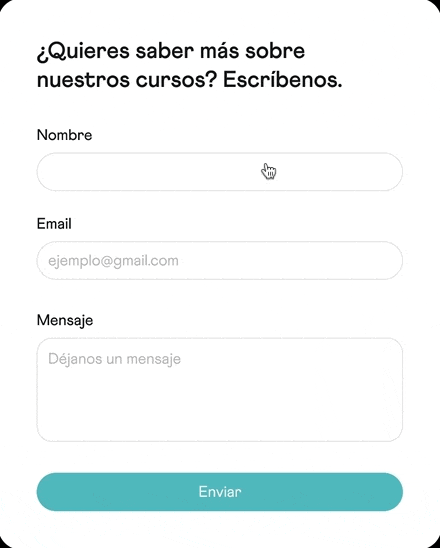 ¿Quieres saber más sobre
nuestros cursos? Escríbenos.
Nombre
Email
ejemplo@gmail.com
Mensaje
Déjanos un mensaje
Enviar